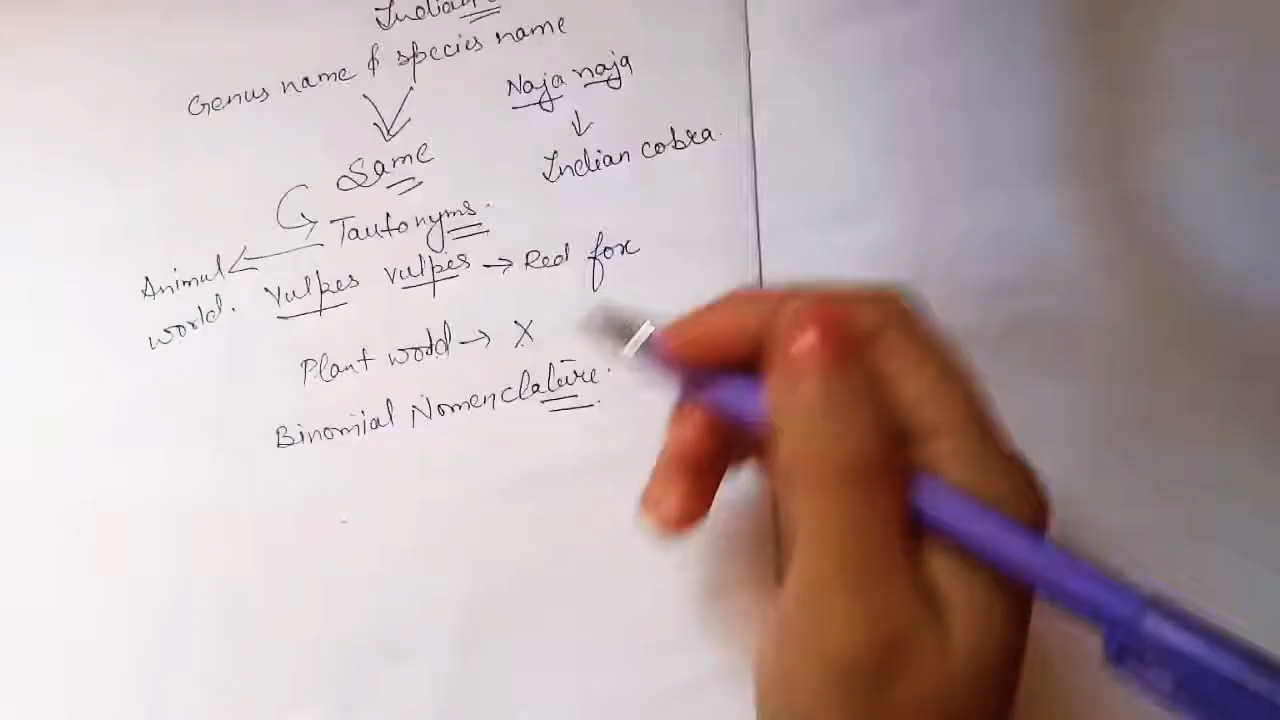 Indian
Genus name & species name
Naja naja
Same
Indian cobra.
Tautonyms.
Animal world.
Vulpes vulpes → Red fox
Plant world → X
Binomial Nomenclature.